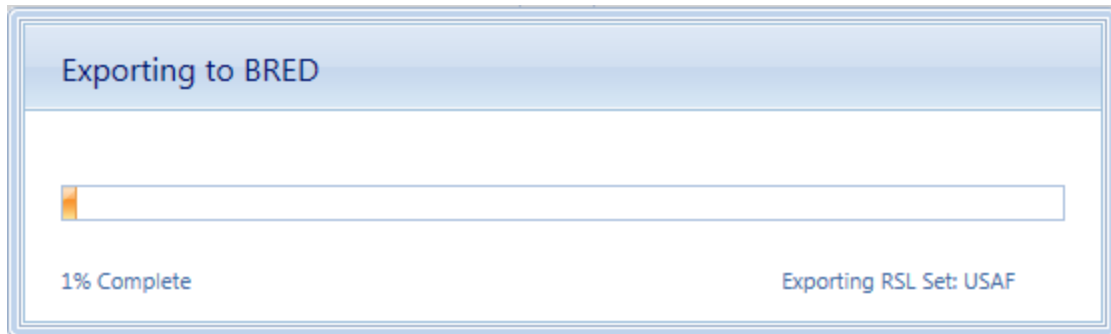 Exporting to BRED
1% Complete
Exporting RSL Set: USAF